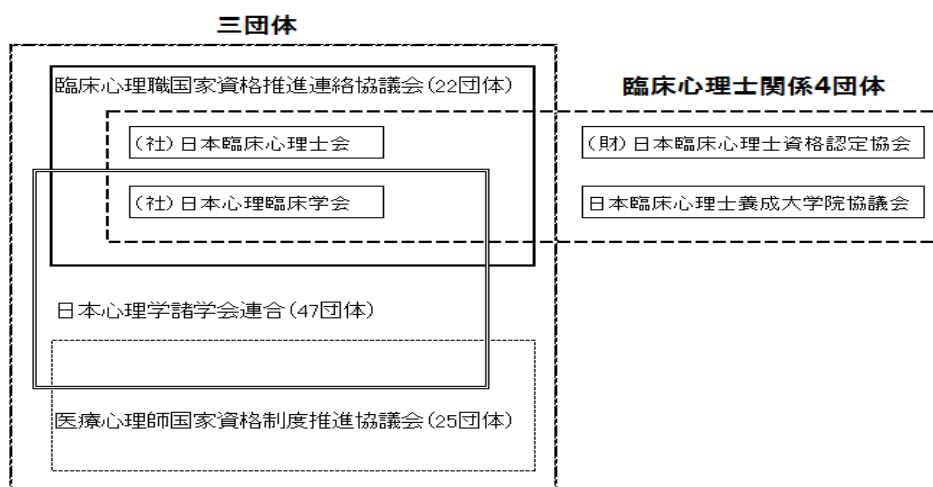 三団体
臨床心理職国家資格推進連絡協議会(22団体)
臨床心理士関係4団体
(社)日本臨床心理士会
(財)日本臨床心理士資格認定協会
(社)日本心理臨床学会
日本臨床心理士養成大学院協議会
日本心理学諸学会連合(47団体)
医療心理師国家資格制度推進協議会(25団体)